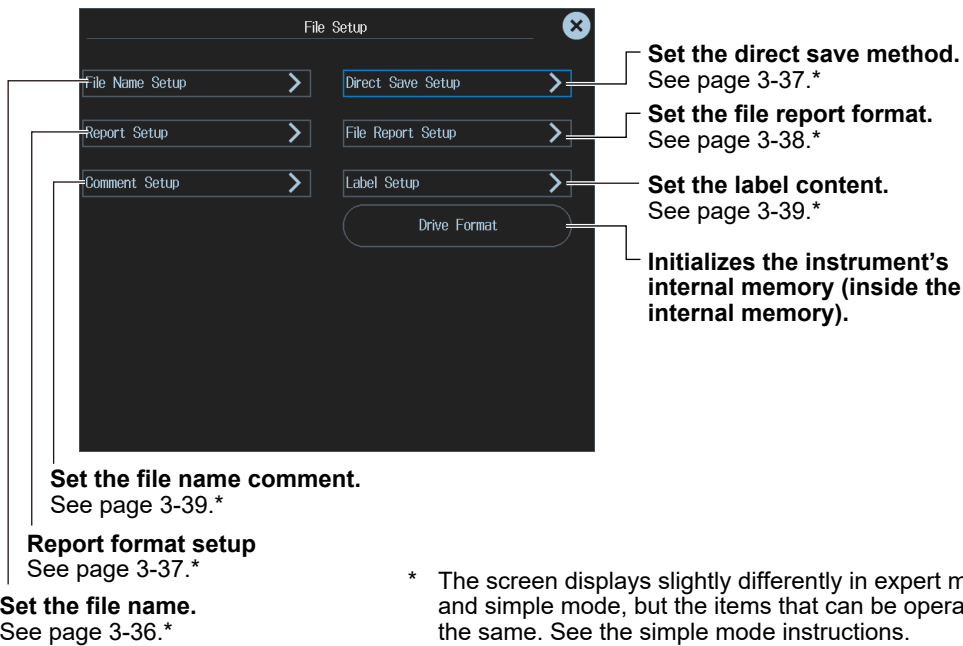 File Setup
File Name Setup
Direct Save Setup
Report Setup
File Report Setup
Comment Setup
Label Setup
Drive Format
Set the direct save method.
See page 3-37.*
Set the file report format.
See page 3-38.*
Set the label content.
See page 3-39.*
Initializes the instrument’s
internal memory (inside the
internal memory).
Set the file name comment.
See page 3-39.*
Report format setup
See page 3-37.*
Set the file name.
See page 3-36.*
* The screen displays slightly differently in expert
and simple mode, but the items that can be
the same. See the simple mode instructions.